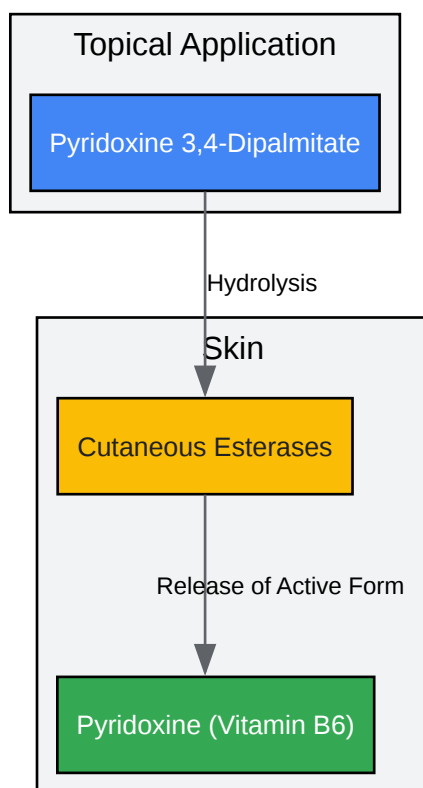 Topical Application
Pyridoxine 3,4-Dipalmitate
Hydrolysis
Skin
Cutaneous Esterases
Release of Active Form
Pyridoxine (Vitamin B6)